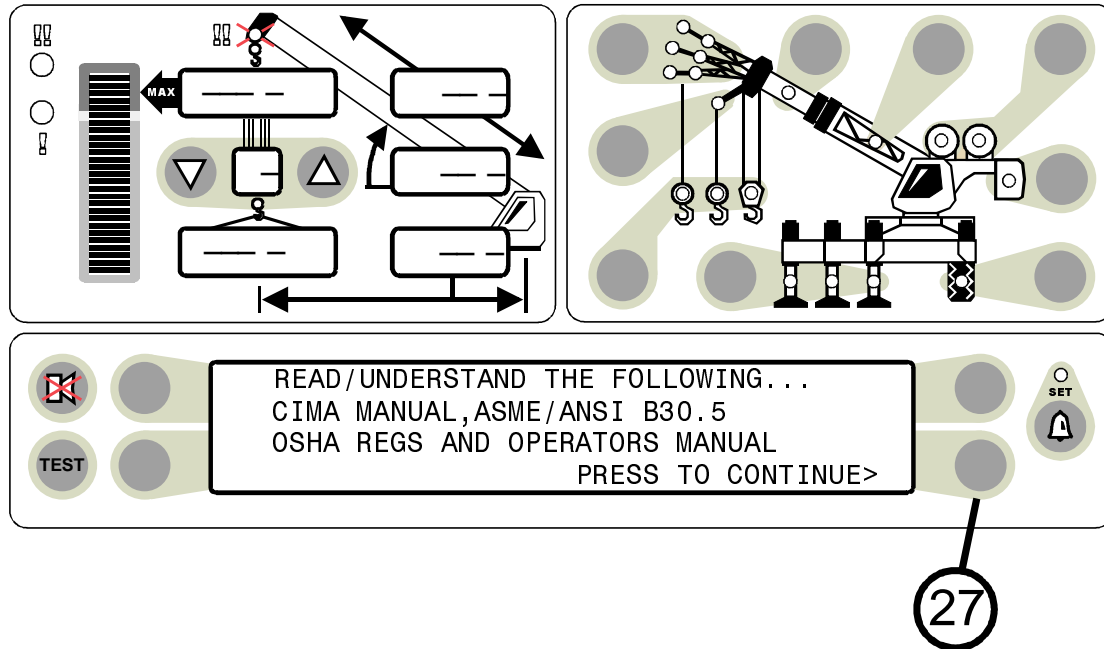 !!
!!
MAX
!
READ/UNDERSTAND THE FOLLOWING...
CIMA MANUAL,ASME/ANSI B30.5
OSHA REGS AND OPERATORS MANUAL
PRESS TO CONTINUE>
TEST
SET
27